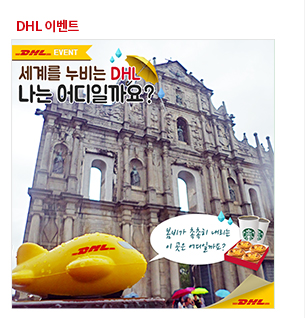 DHL 이벤트
DHL EVENT
세계를 누비는 DHL
나는 어디일까요?
봄비가 촉촉히 내리는
이 곳은 어디일까요?
DHL
DHL